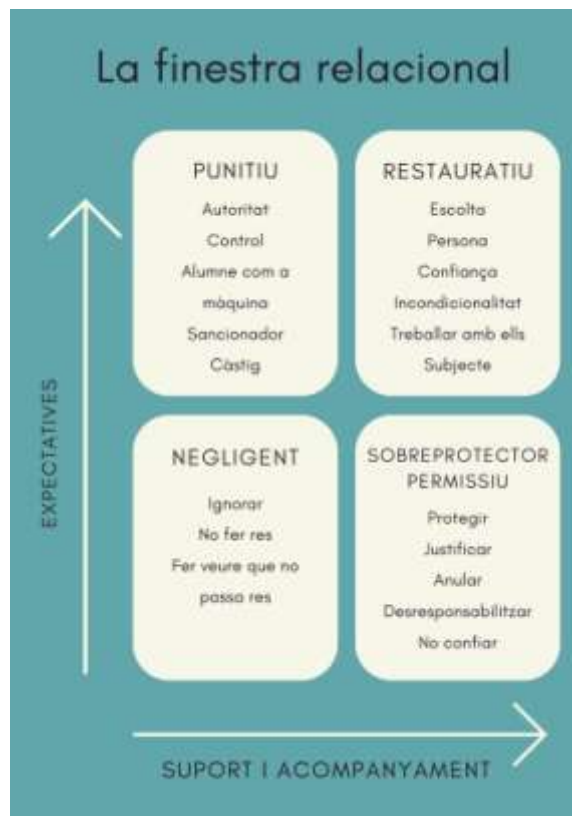 La finestra relacional
PUNITIU
Autoritat
Control
Alumne com a
màquina
Sancionador
Càstig
RESTAURATIU
Escolta
Persona
Confiança
Incondicionalitat
Treballar amb ells
Subjecte
EXPECTATIVES
NEGLIGENT
Ignorar
No fer res
Fer veure que no
passa res
SOBREPROTECTOR
PERMISSIU
Protegir
Justificar
Anular
Desresponsabilitzar
No confiar
SUPORT I ACOMPANYAMENT